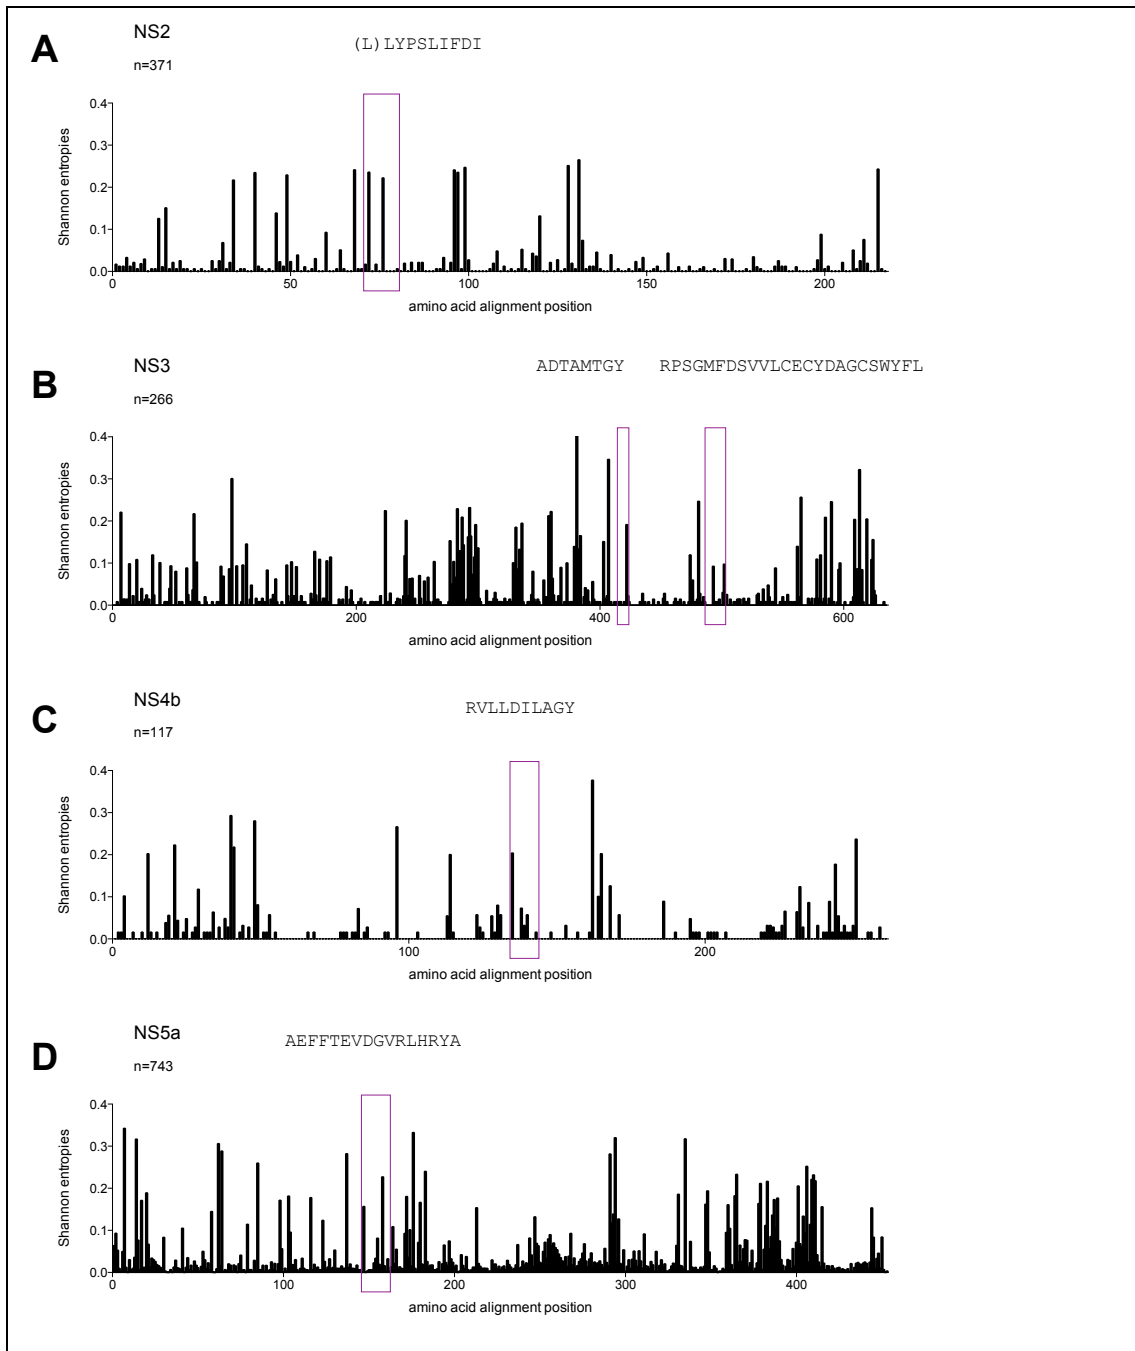 A
NS2
(L)LYPSLIFDI
n=371
Shannon entropies
0.4
0.3
0.2
0.1
0.0
0
50
100
150
200
amino acid alignment position
B
NS3
ADTAMTGY RPSGMFDSVVLCECYDAGCSWYFL
n=266
Shannon entropies
0.4
0.3
0.2
0.1
0.0
0
200
400
600
amino acid alignment position
C
NS4b
RVLLDILAGY
n=117
Shannon entropies
0.4
0.3
0.2
0.1
0.0
0
100
200
amino acid alignment position
D
NS5a
AEFFTEVDGVRLHRYA
n=743
Shannon entropies
0.4
0.3
0.2
0.1
0.0
0
100
200
300
400
amino acid alignment position